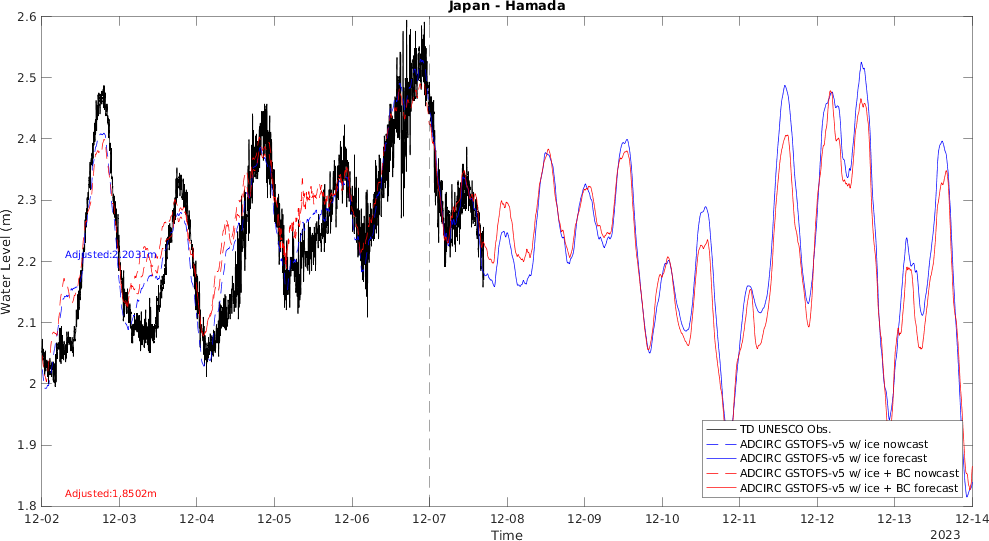 Japan - Hamada
2.6
2.5
2.4
2.3
2.2
2.1
2
1.9
1.8
Water Level (m)
Adjusted:2.2031m
Adjusted:1.8502m
TD UNESCO Obs.
ADCIRC GSTOFS-v5 w/ ice nowcast
ADCIRC GSTOFS-v5 w/ ice forecast
ADCIRC GSTOFS-v5 w/ ice + BC nowcast
ADCIRC GSTOFS-v5 w/ ice + BC forecast
12-02 12-03 12-04 12-05 12-06 12-07 12-08 12-09 12-10 12-11 12-12 12-13 12-14
Time
2023